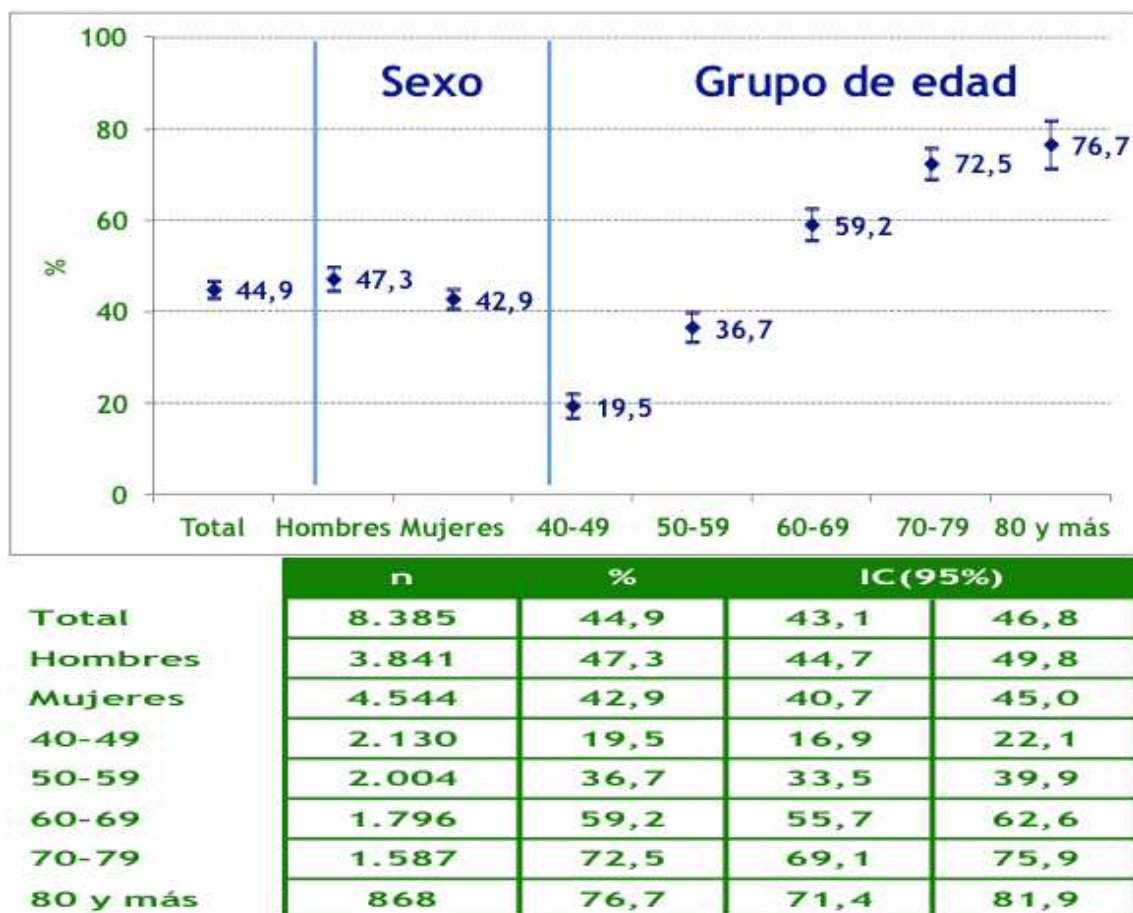 100
Sexo Grupo de edad
80
76,7
72,5
60
59,2
%
47,3
44,9
42,9
40
36,7
20
19,5
0
Total Hombres Mujeres 40-49 50-59 60-69 70-79 80 y más
n % IC(95%)
Total 8.385 44,9 43,1 46,8
Hombres 3.841 47,3 44,7 49,8
Mujeres 4.544 42,9 40,7 45,0
40-49 2.130 19,5 16,9 22,1
50-59 2.004 36,7 33,5 39,9
60-69 1.796 59,2 55,7 62,6
70-79 1.587 72,5 69,1 75,9
80 y más 868 76,7 71,4 81,9